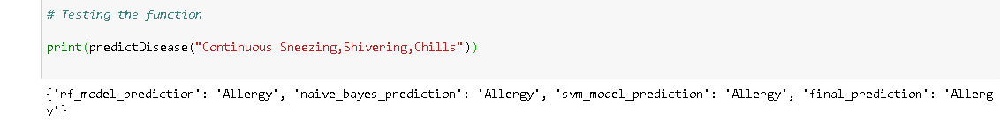 # Testing the function
print(predictDisease("Continuous Sneezing,Shivering,Chills"))
{'rf_model_prediction': 'Allergy', 'naive_bayes_prediction': 'Allergy', 'svm_model_prediction': 'Allergy', 'final_prediction': 'Allerg
y'}